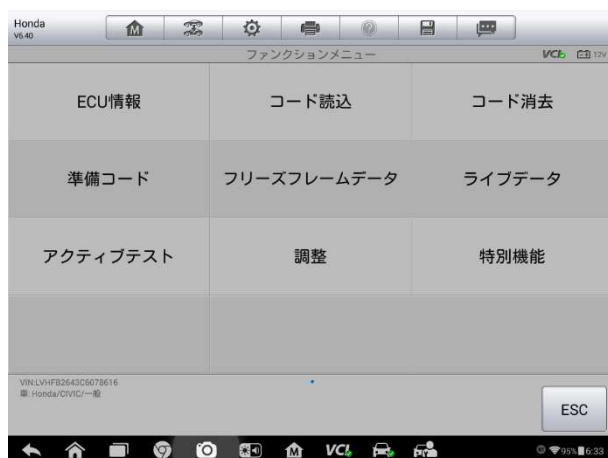 Honda
V6.40
ファンクションメニュー
VCI 12V
ECU情報 コード読込 コード消去
準備コード フリーズフレームデータ ライブデータ
アクティブテスト 調整 特別機能
VIN:LVHFB2643C6078616
車: Honda/CIVIC/一般
ESC
VCI 95% 6:33